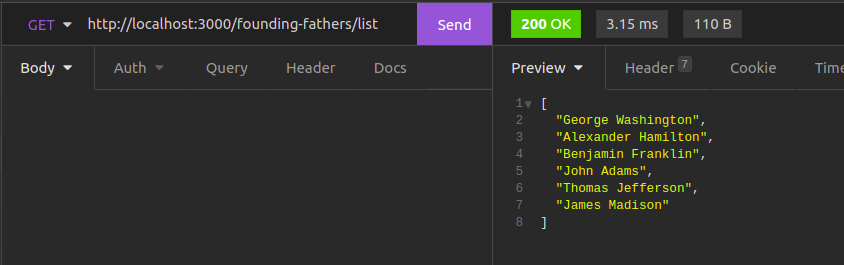 GET http://localhost:3000/founding-fathers/list Send 200 OK 3.15 ms 110 B
Body Auth Query Header Docs Preview Header 7 Cookie
1 [
2 "George Washington",
3 "Alexander Hamilton",
4 "Benjamin Franklin",
5 "John Adams",
6 "Thomas Jefferson",
7 "James Madison"
8 ]